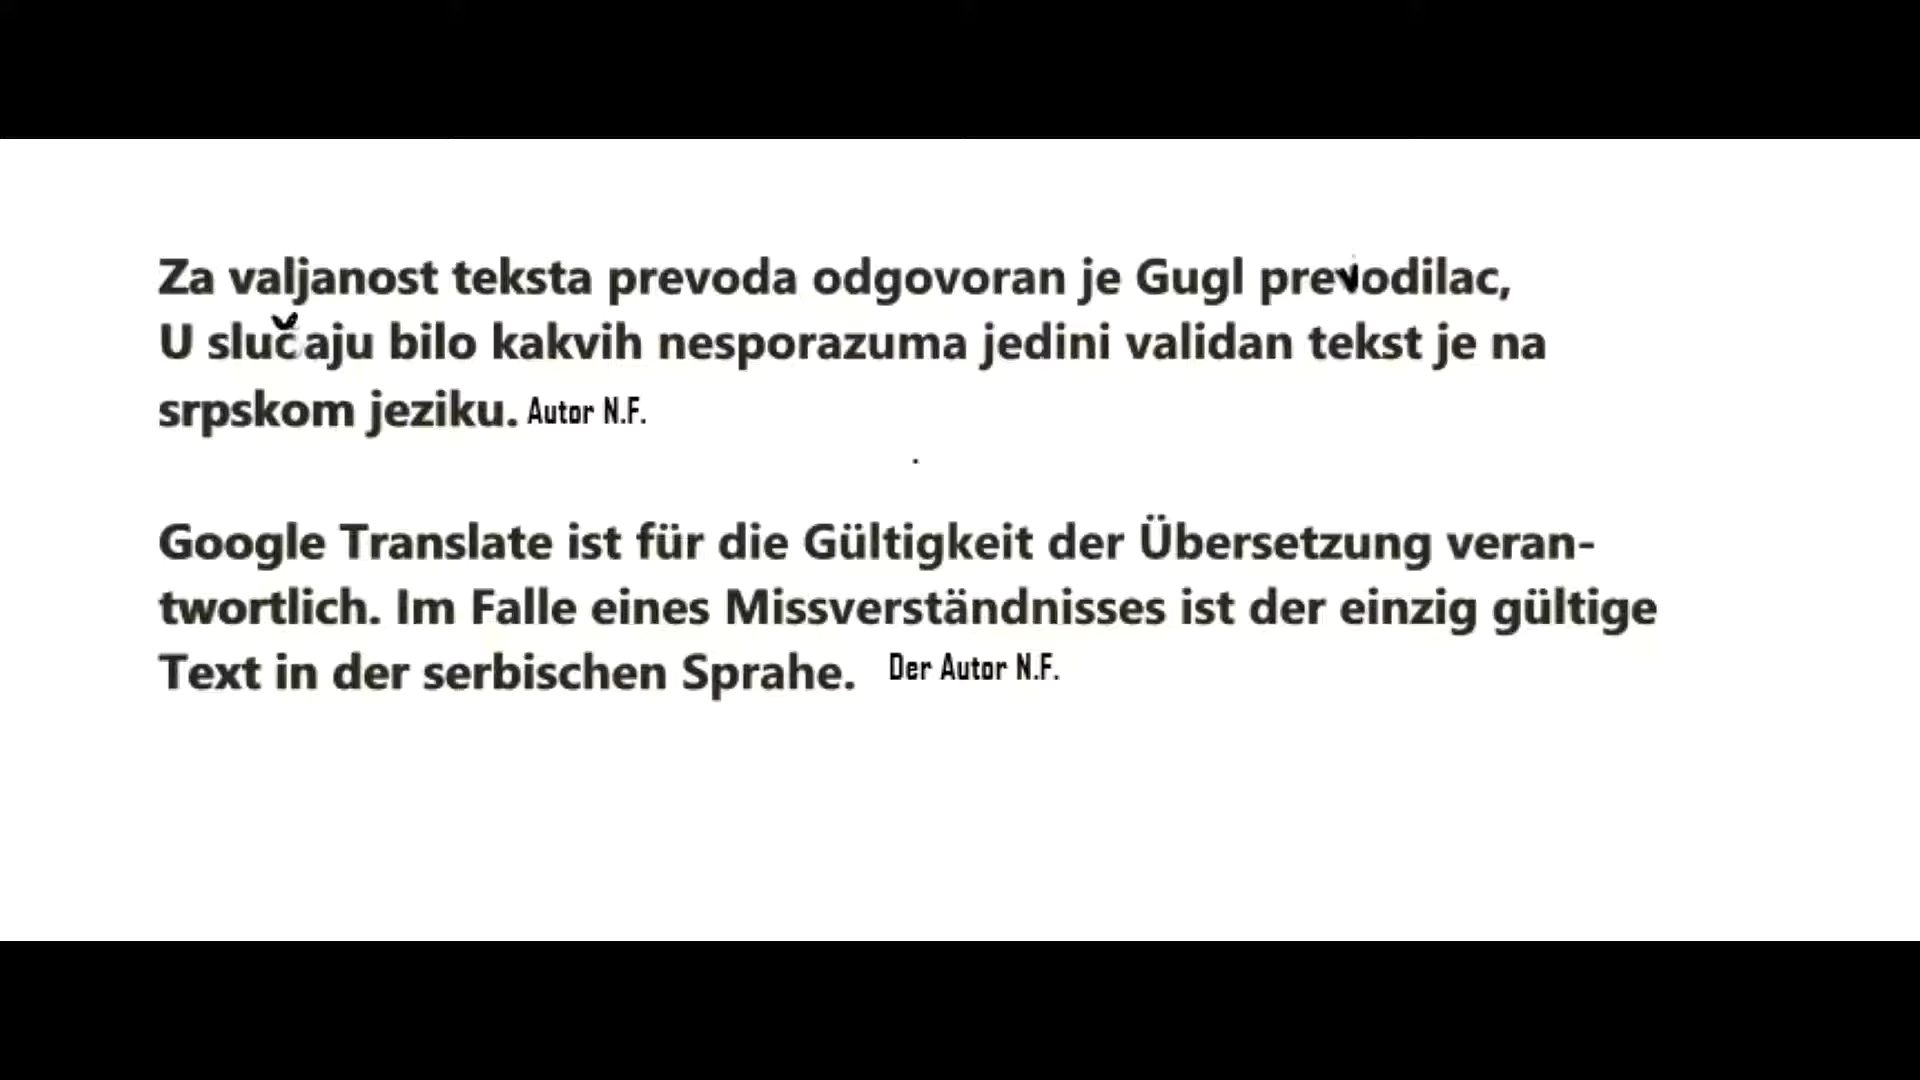 Za valjanost teksta prevoda odgovoran je Gugl prevodilac,
U slučaju bilo kakvih nesporazuma jedini validan tekst je na
srpskom jeziku. Autor N.F.
Google Translate ist für die Gültigkeit der Übersetzung veran-
twortlich. Im Falle eines Missverständnisses ist der einzig gültige
Text in der serbischen Sprahe. Der Autor N.F.